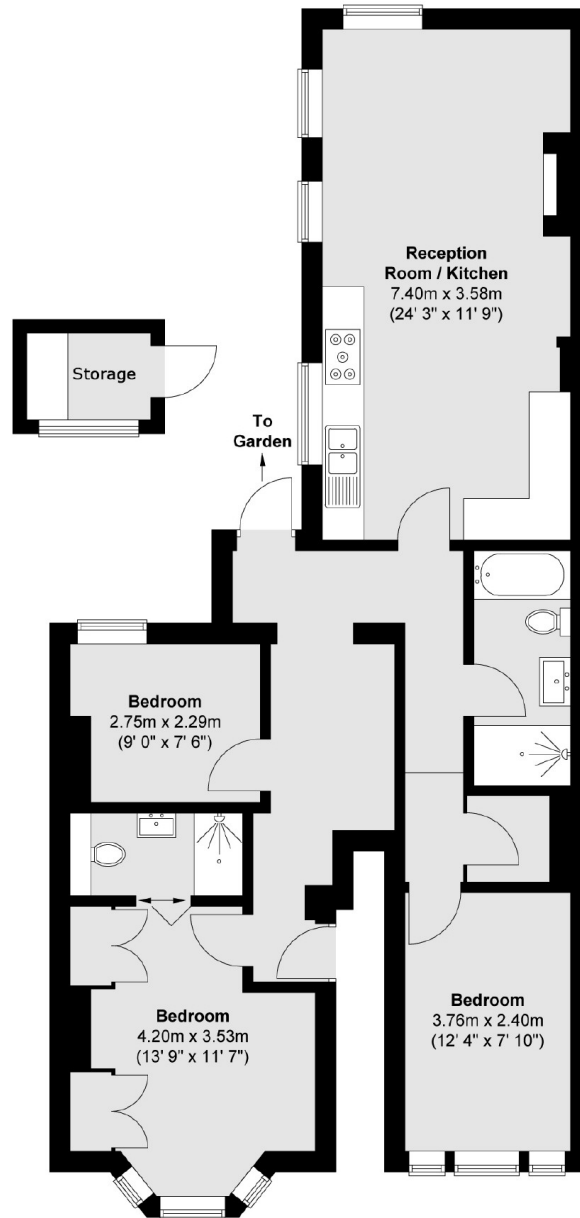 Reception
Room / Kitchen
7.40m x 3.58m
(24' 3" x 11' 9")
Storage
To
Garden
Bedroom
2.75m x 2.29m
(9' 0" x 7' 6")
Bedroom
4.20m x 3.53m
(13' 9" x 11' 7")
Bedroom
3.76m x 2.40m
(12' 4" x 7' 10")